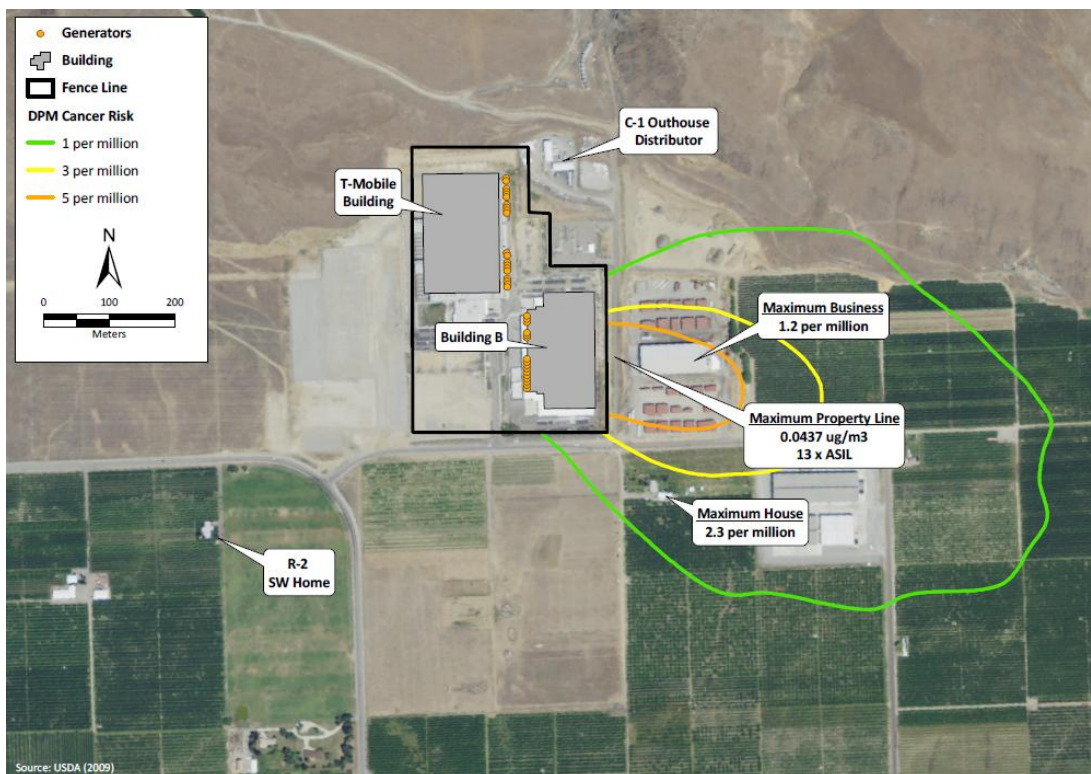 Generators
Building
Fence Line
DPM Cancer Risk
1 per million
3 per million
5 per million
N
0 100 200
Meters
C-1 Outhouse
Distributor
T-Mobile
Building
Maximum Business
1.2 per million
Building B
Maximum Property Line
0.0437 ug/m3
13 x ASIL
Maximum House
2.3 per million
R-2
SW Home
Source: USDA (2009)